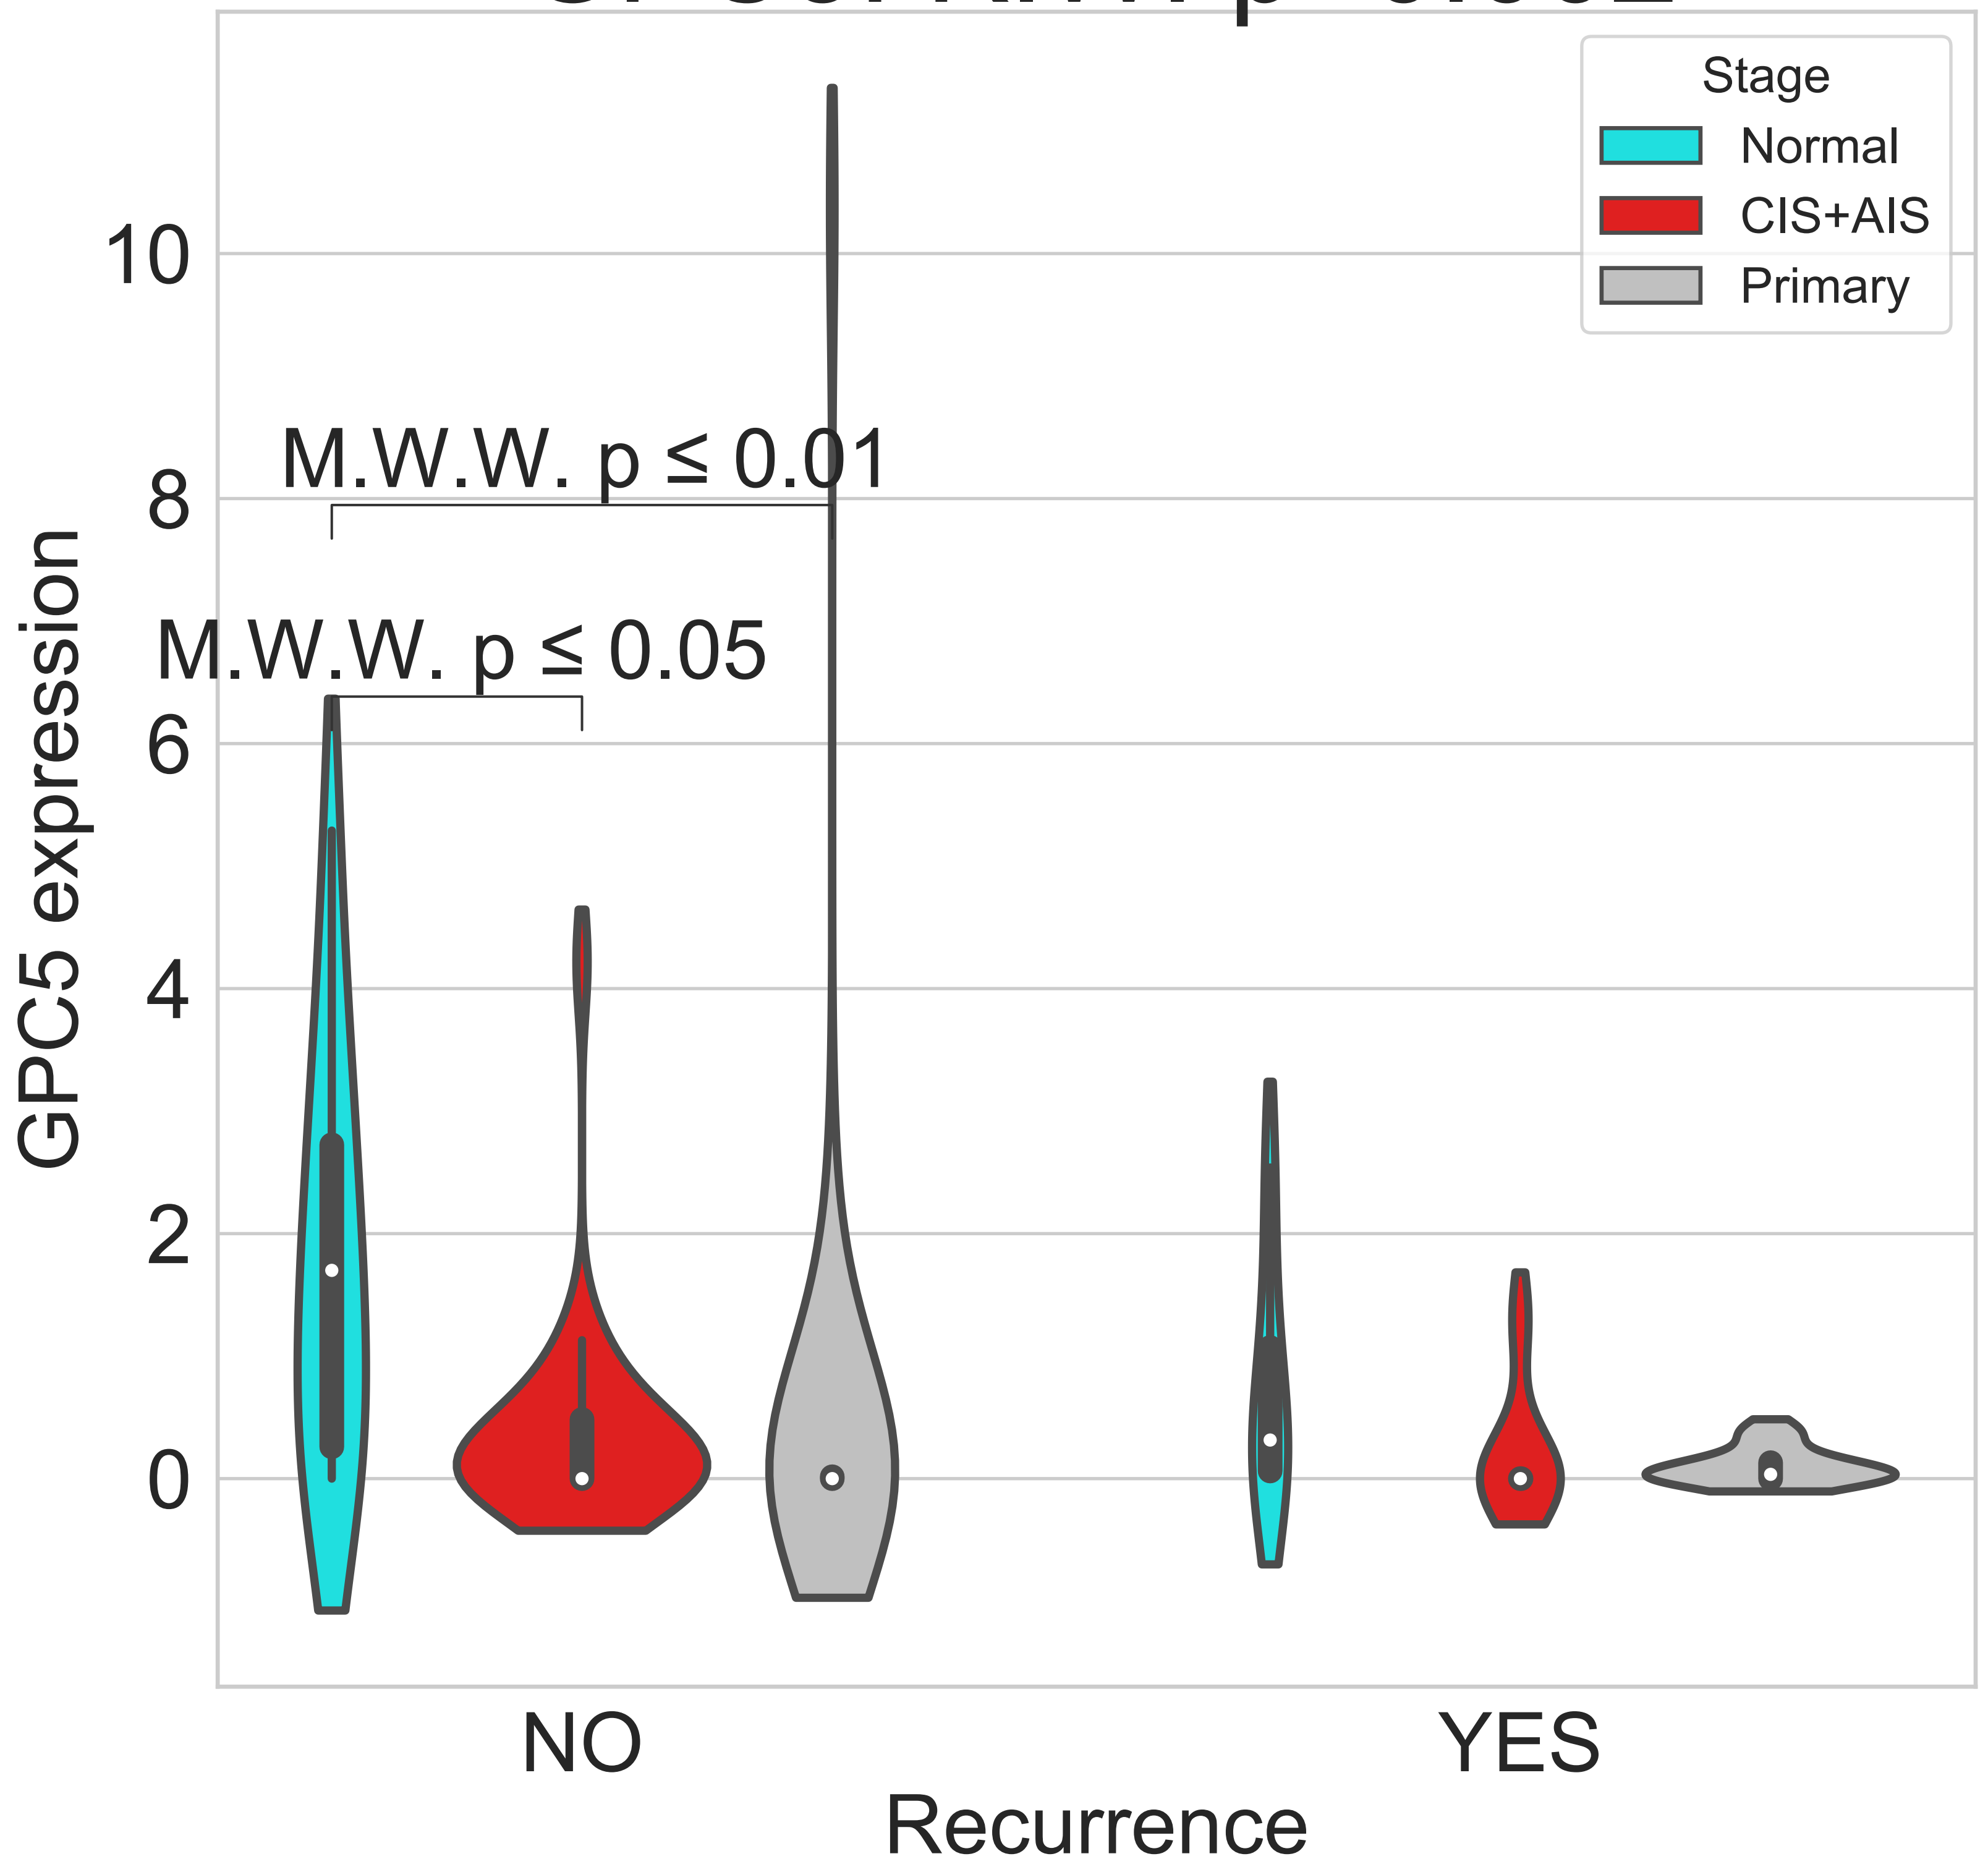 Stage
Normal
CIS+AIS
Primary
10
8
6
4
2
0
M.W.W. p ≤ 0.01
M.W.W. p ≤ 0.05
GPC5 expression
NO
YES
Recurrence